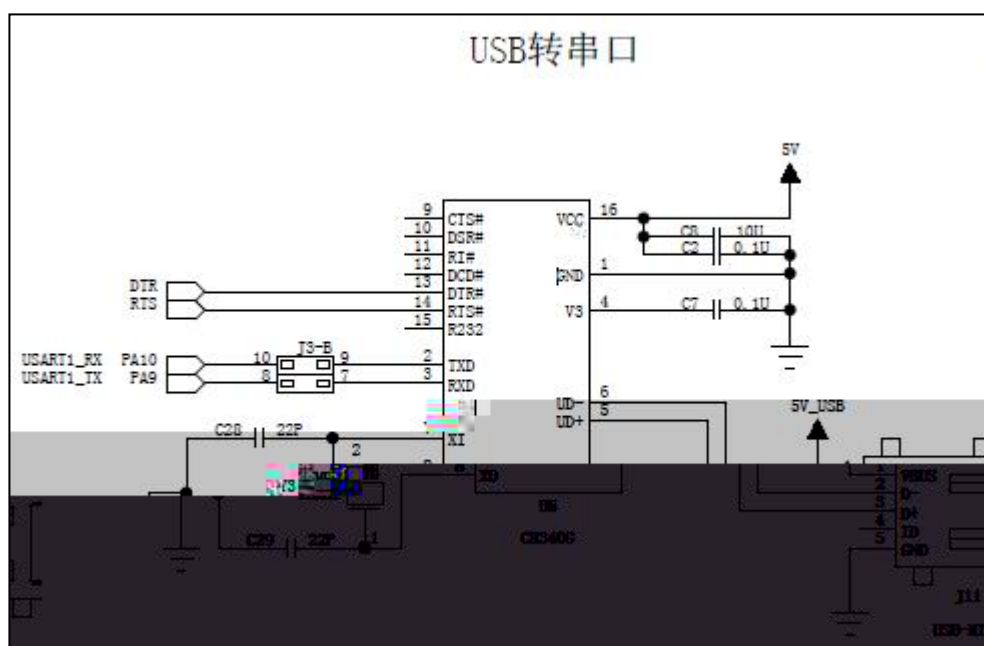 USB转串口
5V
9 CTS#
10 DSR#
11 RI#
12 DCD#
DTR 13 DTR#
RTS 14 RTS#
15 R232
VCC 16
C8 10U
C2 0.1U
GND 1
V3 4 C7 0.1U
J3-B
USART1_RX PA10 10 9 2 TXD
USART1_TX PA9 8 7 3 RXD
UD- 6
UD+ 5
5V_USB
C28 22P 2 XI
Y3
XO
C29 22P 1
U6
CH340G
1 VBUS
2 D-
3 D+
4 ID
5 GND